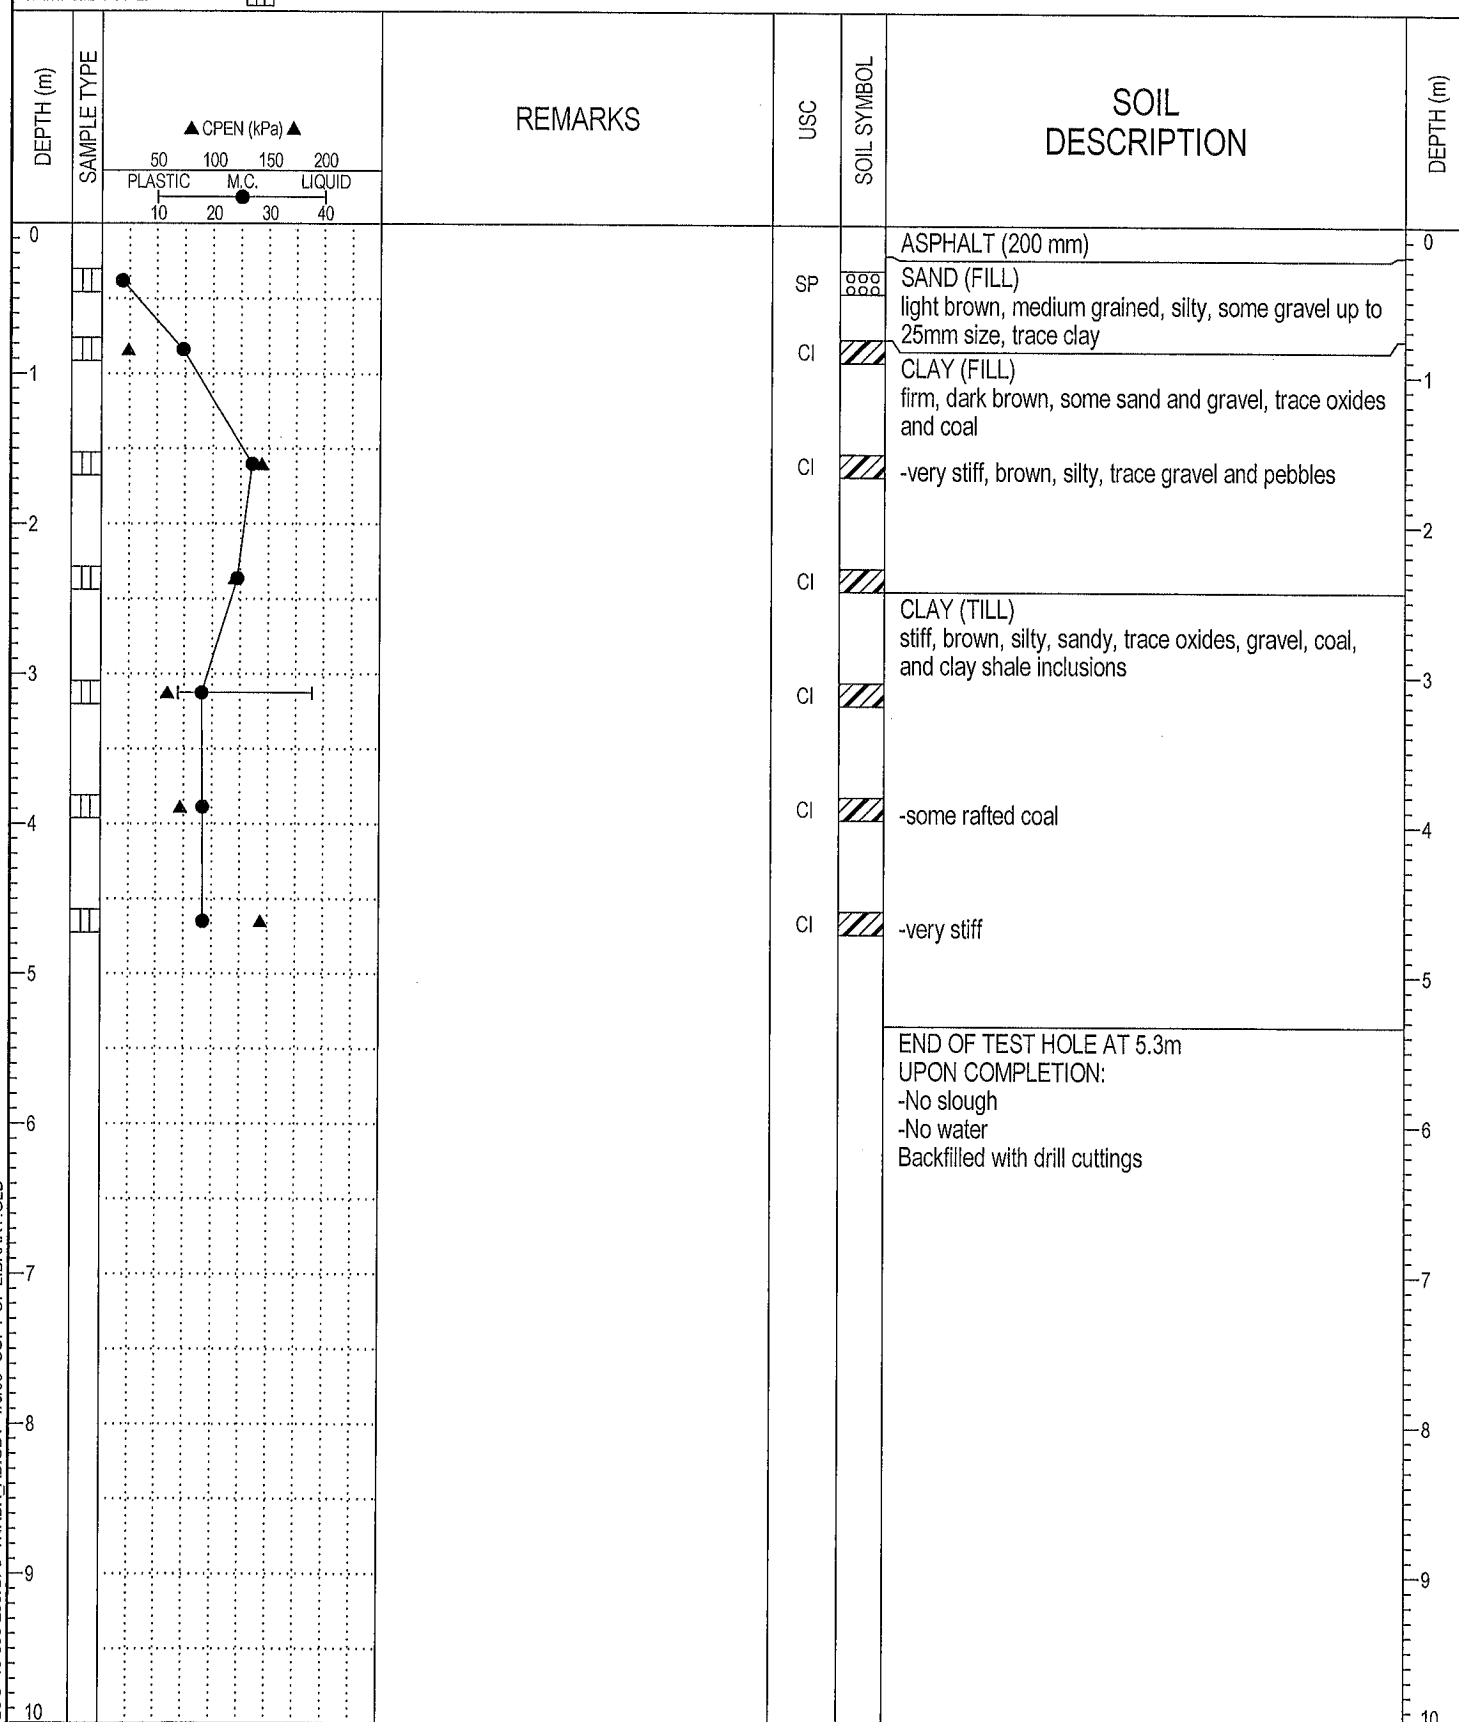 DEPTH (m)
SAMPLE TYPE
▲ CPEN (kPa) ▲
50 100 150 200
PLASTIC M.C. LIQUID
10 20 30 40
REMARKS
USC
SOIL SYMBOL
SOIL
DESCRIPTION
DEPTH (m)
0
ASPHALT (200 mm)
0
SP
SAND (FILL)
light brown, medium grained, silty, some gravel up to
25mm size, trace clay
CI
CLAY (FILL)
1
1
firm, dark brown, some sand and gravel, trace oxides
and coal
CI
-very stiff, brown, silty, trace gravel and pebbles
2
2
CI
CLAY (TILL)
stiff, brown, silty, sandy, trace oxides, gravel, coal,
and clay shale inclusions
3
3
CI
CI
-some rafted coal
4
4
CI
-very stiff
5
5
END OF TEST HOLE AT 5.3m
UPON COMPLETION:
-No slough
-No water
6
6
Backfilled with drill cuttings
7
7
8
8
9
9
10
10